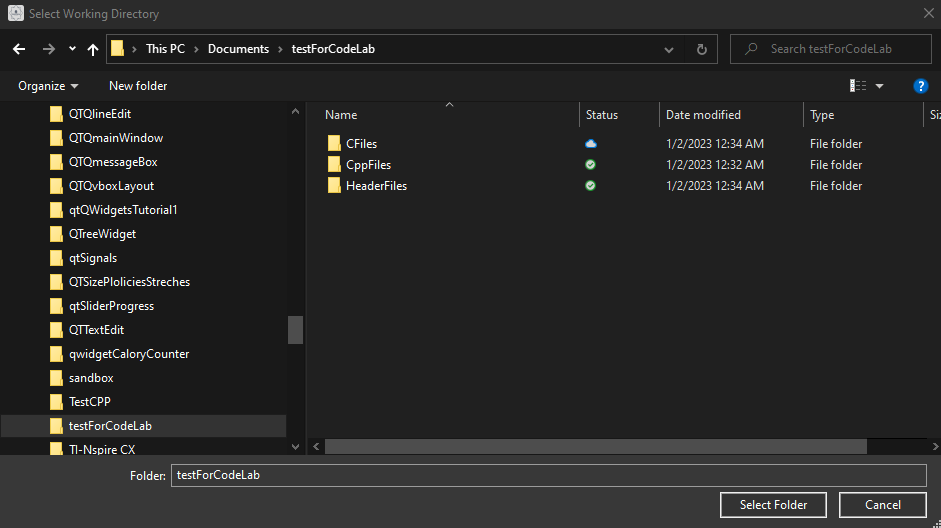 Select Working Directory
This PC > Documents > testForCodeLab
Search testForCodeLab
Organize
New folder
?
QTQlineEdit
QTQmainWindow
QTQmessageBox
QTQvboxLayout
qtQWidgetsTutorial1
QTreeWidget
qtSignals
QTSizePloliciesStreches
qtSliderProgress
QTTextEdit
qwidgetCaloryCounter
sandbox
TestCPP
testForCodeLab
TI-Nspire CX
Name Status Date modified Type Siz
CFiles 1/2/2023 12:34 AM File folder
CppFiles 1/2/2023 12:32 AM File folder
HeaderFiles 1/2/2023 12:34 AM File folder
Folder: testForCodeLab
Select Folder Cancel